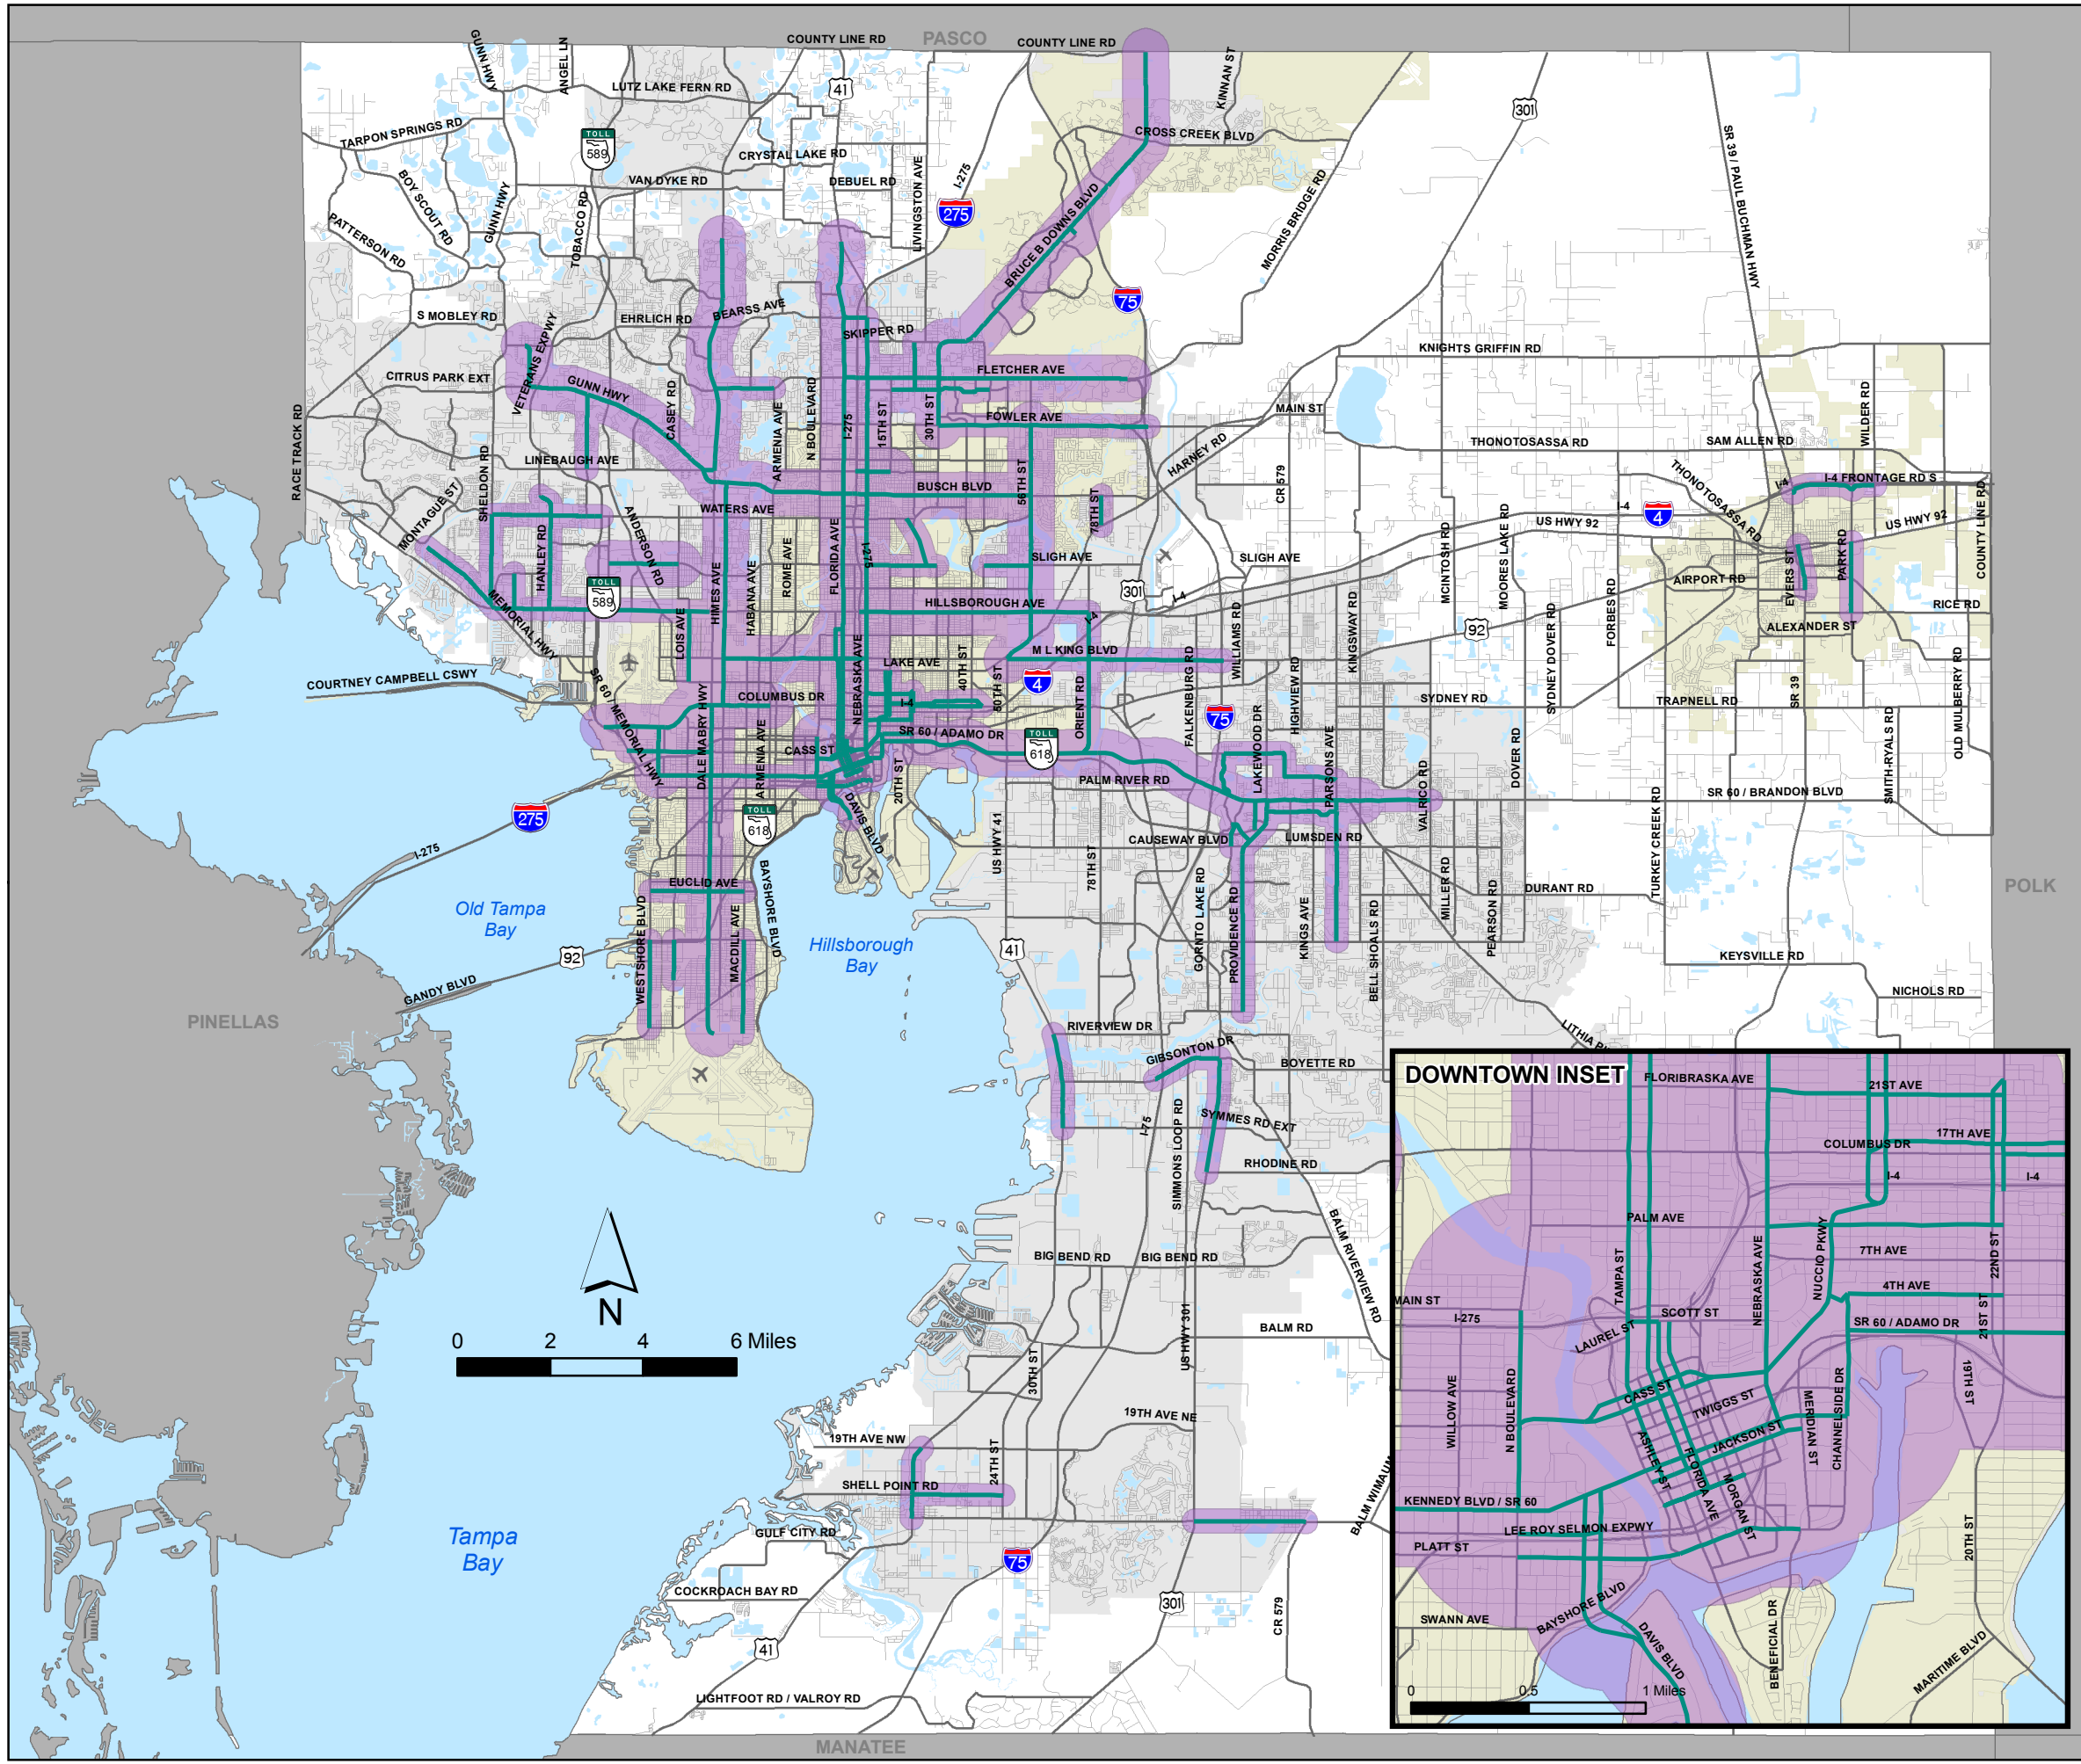 PASCO
COUNTY LINE RD
COUNTY LINE RD
GUNN HWY
ANGEL LN
KINNAN ST
LUTZ LAKE FERN RD
41
301
TARPON SPRINGS RD
TOLL
589
CROSS CREEK BLVD
SR 39 / PAUL BUCHMAN HWY
CRYSTAL LAKE RD
BOY SCOUT RD
VAN DYKE RD
DEBUEL RD
LIVINGSTON AVE
I-275
GUNN HWY
TOBACCO RD
275
BRUCE B DOWNS BLVD
MORRIS BRIDGE RD
PATTERSON RD
75
S MOBLEY RD
EHRLICH RD
BEARSS AVE
SKIPPER RD
VETERANS EXPWY
KNIGHTS GRIFFIN RD
CITRUS PARK EXT
GUNN HWY
CASEY RD
FLETCHER AVE
RACE TRACK RD
ARMENIA AVE
N BOULEVARD
I-275
15TH ST
30TH ST
FOWLER AVE
MAIN ST
WILDER RD
HARNEY RD
THONOTOSASSA RD
SAM ALLEN RD
SHELDON RD
LINEBAUGH AVE
56TH ST
CR 579
THONOTOSASSA RD
I-4
I-4 FRONTAGE RD S
BUSCH BLVD
MONTAGUE ST
WATERS AVE
78TH ST
I-4
4
US HWY 92
US HWY 92
COUNTY LINE RD
HANLEY RD
ANDERSON RD
ROME AVE
FLORIDA AVE
I-275
SLIGH AVE
SLIGH AVE
MCINTOSH RD
MOORES LAKE RD
EVERS ST
PARK RD
AIRPORT RD
TOLL
589
HIMES AVE
HABANA AVE
301
I-4
MEMORIAL HWY
HILLSBOROUGH AVE
I-4
RICE RD
LOIS AVE
WILLIAMS RD
KINGSWAY RD
92
SYDNEY DOVER RD
FORBES RD
ALEXANDER ST
M L KING BLVD
LAKE AVE
NEBRASKA AVE
40TH ST
50TH ST
4
COURTNEY CAMPBELL CSWY
SR 60 / MEMORIAL HWY
COLUMBUS DR
I-4
ORIENT RD
FALKENBURG RD
HIGHVIEW RD
SYDNEY RD
TRAPNELL RD
SR 39
OLD MULBERRY RD
SMITH-RYALS RD
75
DALE MABRY HWY
ARMENIA AVE
CASS ST
SR 60 / ADAMO DR
TOLL
618
LAKEWOOD DR
PARSONS AVE
DOVER RD
20TH ST
PALM RIVER RD
VALRICO RD
TURKEY CREEK RD
SR 60 / BRANDON BLVD
275
TOLL
618
DAVIS BLVD
US HWY 41
CAUSEWAY BLVD
LUMSDEN RD
I-275
78TH ST
EUCLID AVE
BAYSHORE BLVD
MILLER RD
PEARSON RD
DURANT RD
POLK
GORNTO LAKE RD
PROVIDENCE RD
KINGS AVE
BELL SHOALS RD
Old Tampa
Bay
WESTSHORE BLVD
MACDILL AVE
Hillsborough
Bay
41
92
KEYSVILLE RD
GANDY BLVD
NICHOLS RD
PINELLAS
RIVERVIEW DR
GIBSONTON DR
BOYETTE RD
SYMMES RD EXT
I-75
SIMMONS LOOP RD
RHODINE RD
N
BIG BEND RD
BIG BEND RD
BALM RIVERVIEW RD
0 2 4 6 Miles
US HWY 301
BALM RD
30TH ST
19TH AVE NE
19TH AVE NW
24TH ST
SHELL POINT RD
BALM WIMAUM
Tampa
Bay
GULF CITY RD
75
COCKROACH BAY RD
301
CR 579
41
LIGHTFOOT RD / VALROY RD
MANATEE
DOWNTOWN INSET
FLORIBRASKA AVE
21ST AVE
17TH AVE
COLUMBUS DR
I-4
I-4
PALM AVE
TAMPA ST
NEBRASKA AVE
NUCCIO PKWY
7TH AVE
22ND ST
4TH AVE
MAIN ST
I-275
SCOTT ST
LAUREL ST
SR 60 / ADAMO DR
21ST ST
WILLOW AVE
N BOULEVARD
CASS ST
TWIGGS ST
MERIDIAN ST
CHANNELSIDE DR
19TH ST
ASHLEY ST
FLORIDA AVE
JACKSON ST
MORGAN ST
KENNEDY BLVD / SR 60
LEE ROY SELMON EXPWY
PLATT ST
20TH ST
SWANN AVE
BAYSHORE BLVD
DAVIS BLVD
BENEFICIAL DR
MARITIME BLVD
0 0.5 1 Miles